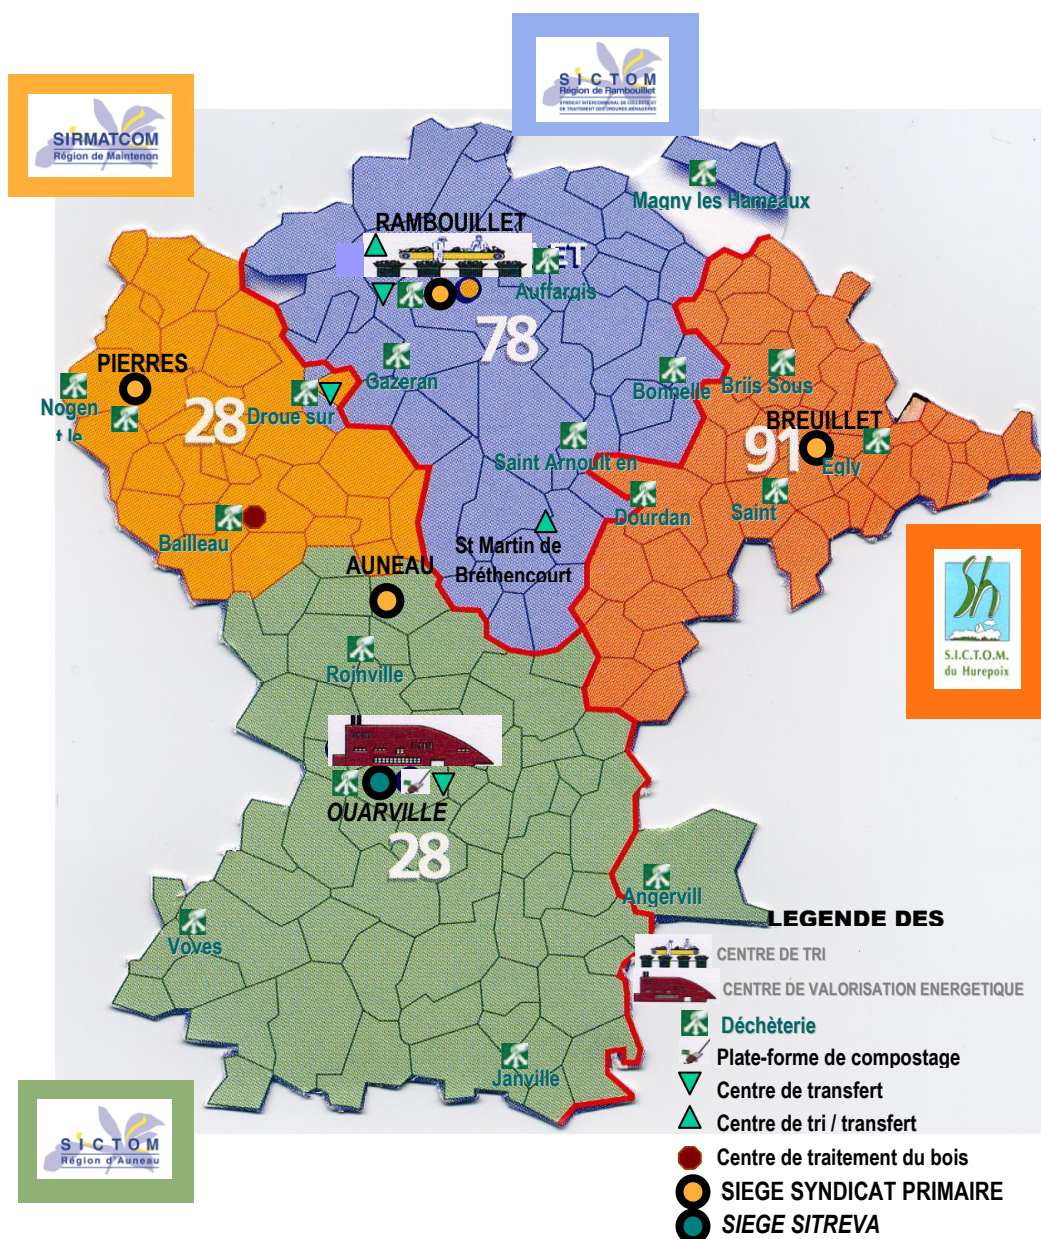 SICTOM
Région de Rambouillet
SYNDICAT INTERCOMMUNAL DE COLLECTE ET
DE TRAITEMENT DES ORDURES MÉNAGÈRES
SIRMATCOM
Région de Maintenon
Magny les Hameaux
RAMBOUILLET
ET
Auffargis
78
PIERRES
Gazeran
Nogen
t le
28
Droue sur
Bonnelle
Briis Sous
BREUILLET
91
Egly
Saint Arnoult en
Dourdan
Saint
Bailleau
St Martin de
Bréthencourt
AUNEAU
Roinville
S.I.C.T.O.M.
du Hurepoix
OUARVILLE
28
Angervill
Voves
Janville
LEGENDE DES
CENTRE DE TRI
CENTRE DE VALORISATION ENERGETIQUE
Déchèterie
Plate-forme de compostage
Centre de transfert
Centre de tri / transfert
Centre de traitement du bois
SIEGE SYNDICAT PRIMAIRE
SIEGE SITREVA
SICTOM
Région d'Auneau